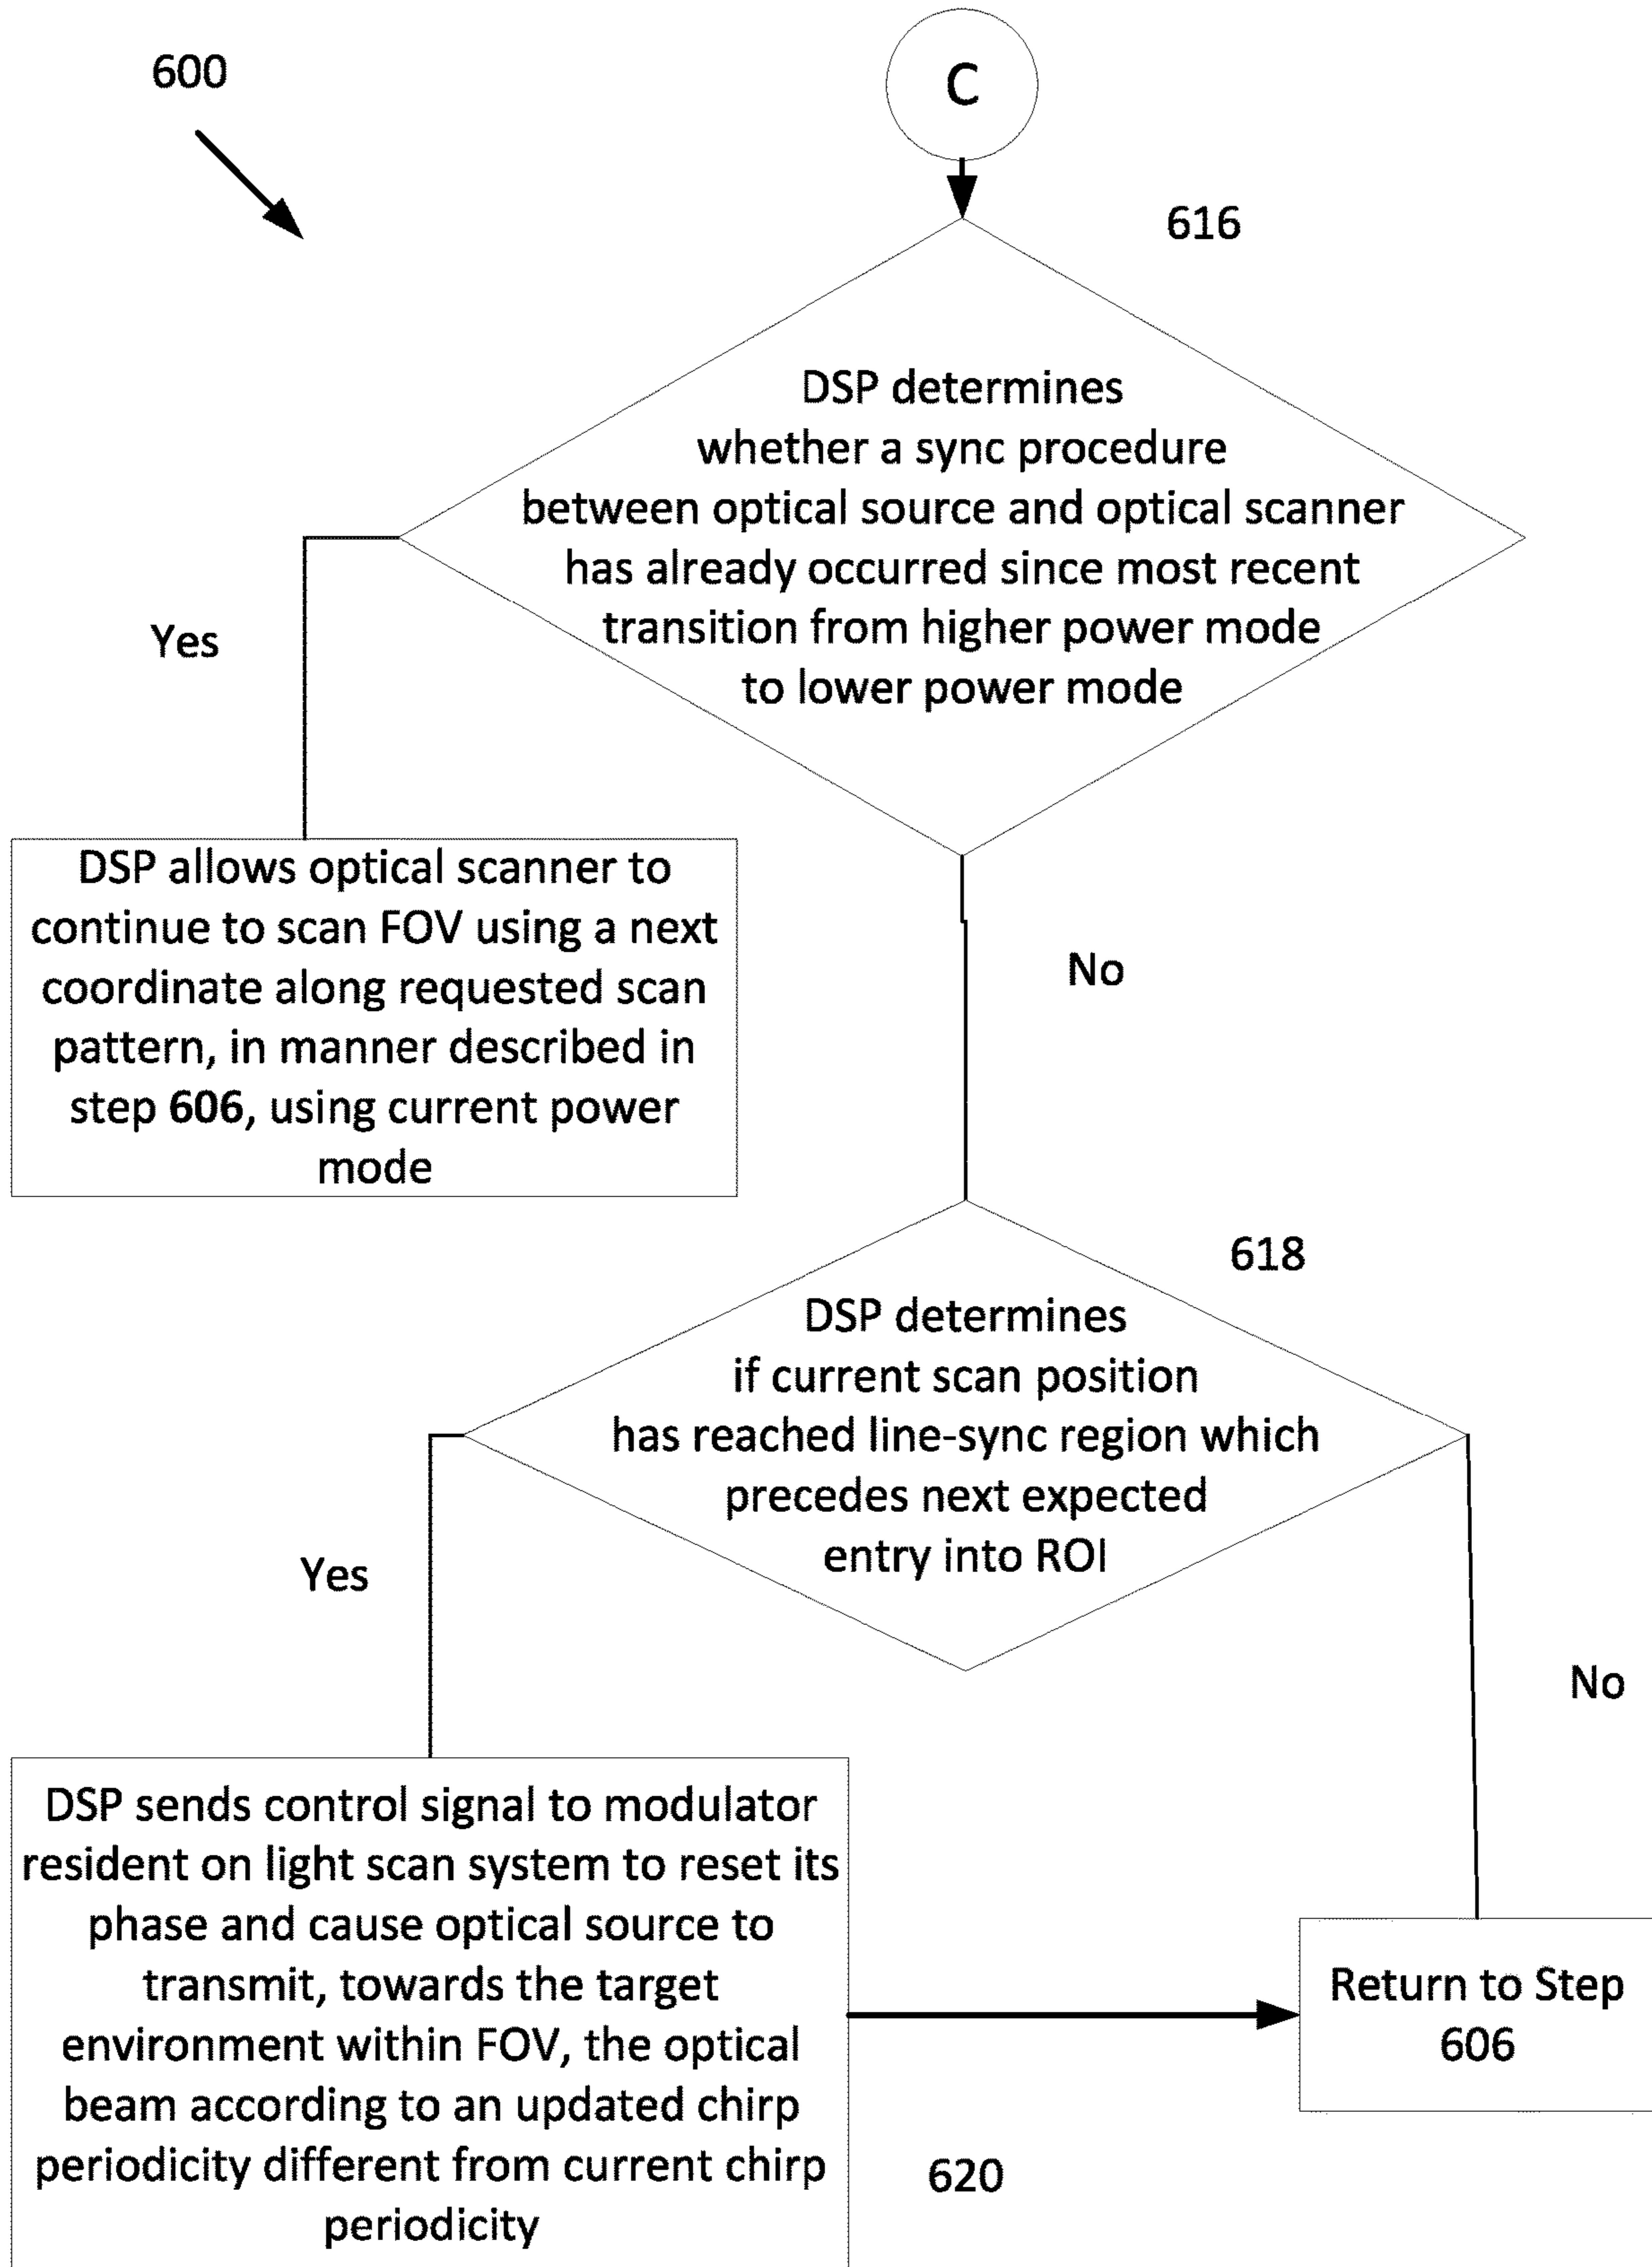 600
C
616
DSP determines
whether a sync procedure
between optical source and optical scanner
has already occurred since most recent
transition from higher power mode
to lower power mode
Yes
DSP allows optical scanner to
continue to scan FOV using a next
coordinate along requested scan
pattern, in manner described in
step 606, using current power
mode
No
618
DSP determines
if current scan position
has reached line-sync region which
precedes next expected
entry into ROI
Yes
No
DSP sends control signal to modulator
resident on light scan system to reset its
phase and cause optical source to
transmit, towards the target
environment within FOV, the optical
beam according to an updated chirp
periodicity different from current chirp
periodicity
620
Return to Step
606